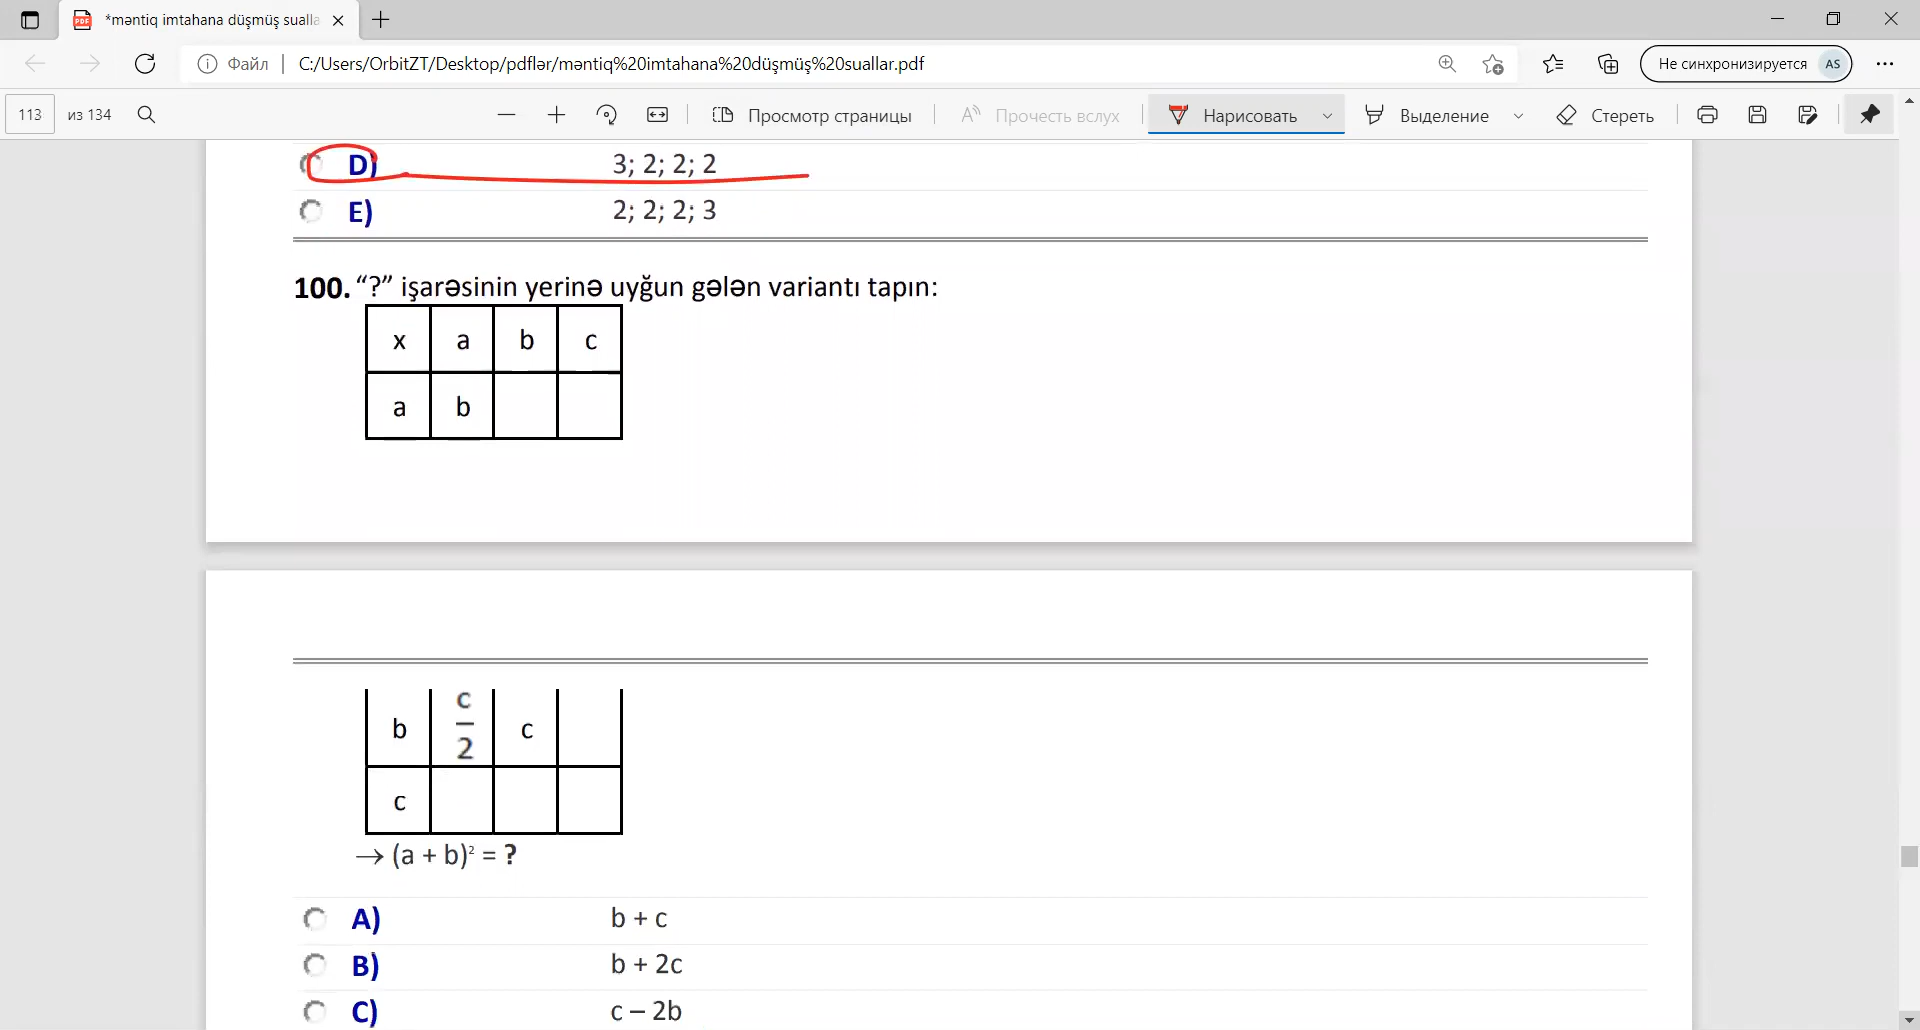 *məntiq imtahana düşmüş sualla
Файл
C:/Users/OrbitZT/Desktop/pdflər/məntiq%20imtahana%20düşmüş%20suallar.pdf
Не синхронизируется AS
113 из 134
Просмотр страницы
Прочесть вслух
Нарисовать
Выделение
Стереть
D) 3; 2; 2; 2
E) 2; 2; 2; 3
100. “?” işarəsinin yerinə uyğun gələn variantı tapın:
x a b c
a b
b c/2 c
c
→ (a + b)² = ?
A) b + c
B) b + 2c
C) c – 2b